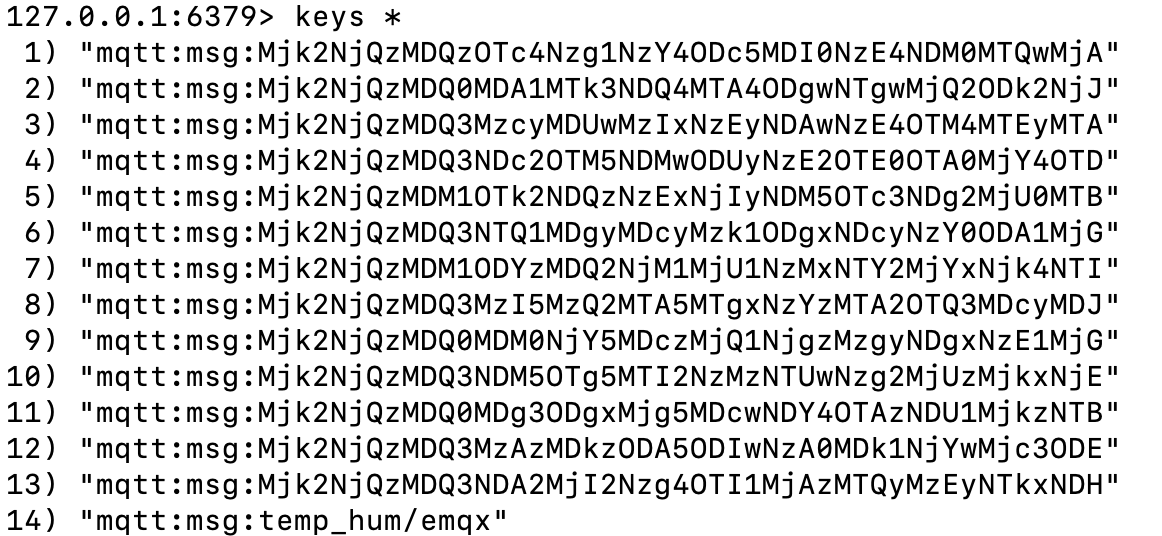 127.0.0.1:6379> keys *
1) "mqtt:msg:Mjk2NjQzMDQzOTc4Nzg1NzY4ODc5MDI0NzE4NDM0MTQwMjA"
2) "mqtt:msg:Mjk2NjQzMDQ0MDA1MTk3NDQ4MTA4ODgwNTgwMjQ2ODk2NjJ"
3) "mqtt:msg:Mjk2NjQzMDQ3MzcyMDUwMzIxNzEyNDAwNzE4OTM4MTEyMTA"
4) "mqtt:msg:Mjk2NjQzMDQ3NDc2OTM5NDMwODUyNzE2OTE0OTA0MjY4OTD"
5) "mqtt:msg:Mjk2NjQzMDM1OTk2NDQzNzExNjIyNDM5OTc3NDg2MjU0MTB"
6) "mqtt:msg:Mjk2NjQzMDQ3NTQ1MDgyMDcyMzk1ODgxNDcyNzY0ODA1MjG"
7) "mqtt:msg:Mjk2NjQzMDM1ODYzMDQ2NjM1MjU1NzMxNTY2MjYxNjk4NTI"
8) "mqtt:msg:Mjk2NjQzMDQ3MzI5MzQ2MTA5MTgxNzYzMTA2OTQ3MDcyMDJ"
9) "mqtt:msg:Mjk2NjQzMDQ0MDM0NjY5MDczMjQ1NjgzMzgyNDgxNzE1MjG"
10) "mqtt:msg:Mjk2NjQzMDQ3NDM5OTg5MTI2NzMzNTUwNzg2MjUzMjkxNjE"
11) "mqtt:msg:Mjk2NjQzMDQ0MDg3ODgxMjg5MDcwNDY4OTAzNDU1MjkzNTB"
12) "mqtt:msg:Mjk2NjQzMDQ3MzAzMDkzODA5ODIwNzA0MDk1NjYwMjc3ODE"
13) "mqtt:msg:Mjk2NjQzMDQ3NDA2MjI2Nzg4OTI1MjAzMTQyMzEyNTkxNDH"
14) "mqtt:msg:temp_hum/emqx"